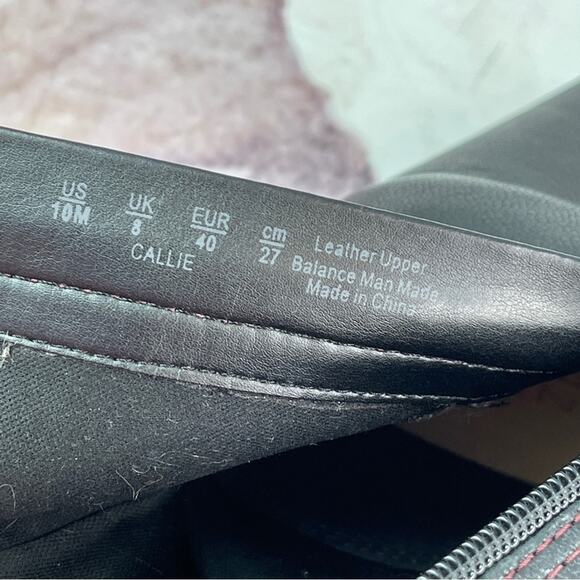 US UK EUR cm
10M 8 40 27
CALLIE
Leather Upper
Balance Man Made
Made in China